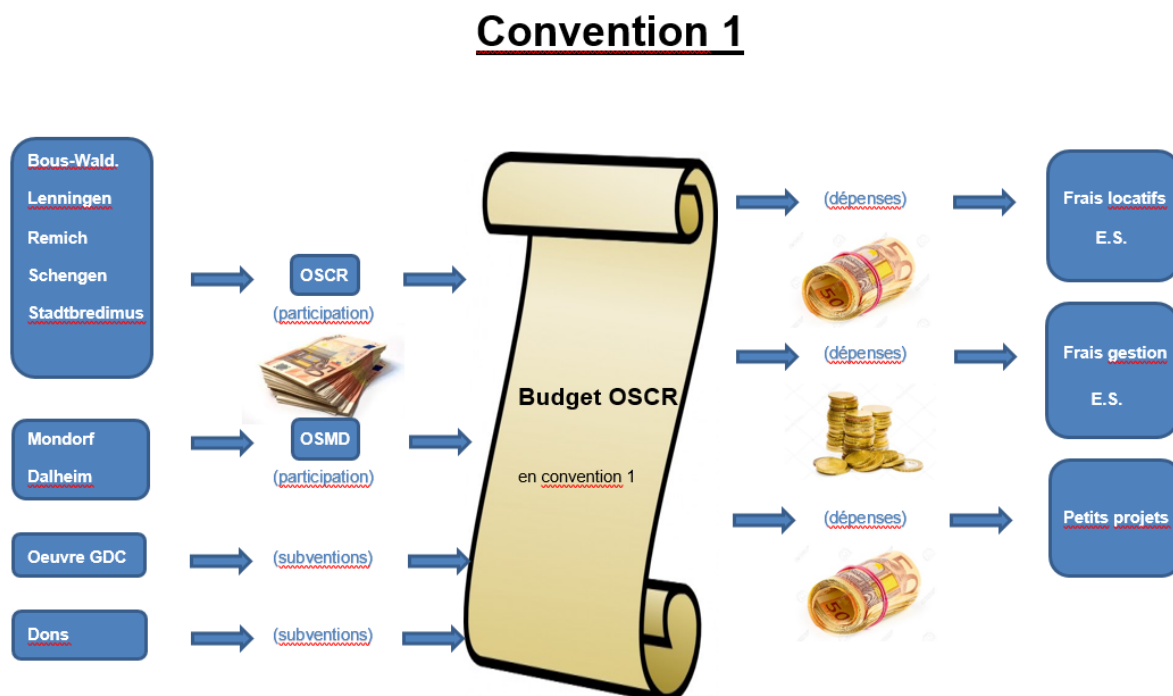 Convention 1
Bous-Wald.
Lenningen
Remich
Schengen
Stadtbredimus
OSCR
(participation)
Mondorf
Dalheim
OSMD
(participation)
Oeuvre GDC
(subventions)
Dons
(subventions)
Budget OSCR
en convention 1
(dépenses)
Frais locatifs
E.S.
(dépenses)
Frais gestion
E.S.
(dépenses)
Petits projets